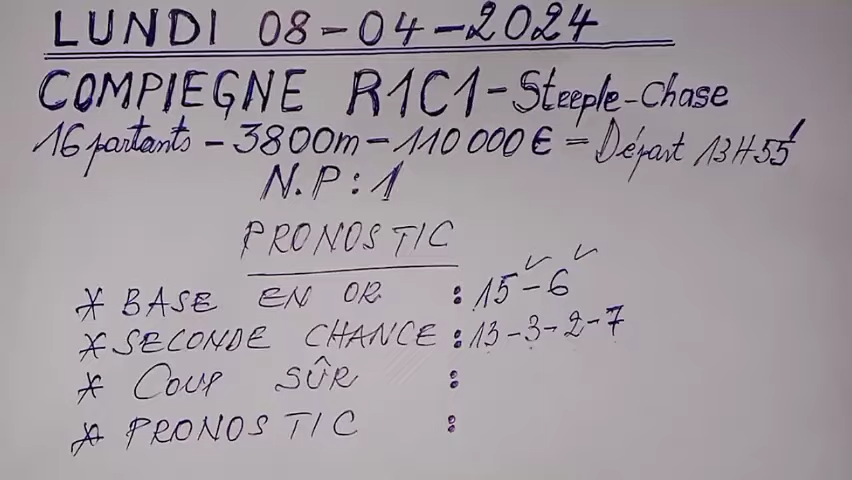 LUNDI 08-04-2024
COMPIEGNE R1C1-Steeple-Chase
16 partants - 3800m - 110 000€ = Départ 13H55'
N.P : 1
PRONOSTIC
* BASE EN OR : 15-6
* SECONDE CHANCE : 13-3-2-7
* COUP SÛR :
* PRONOSTIC :